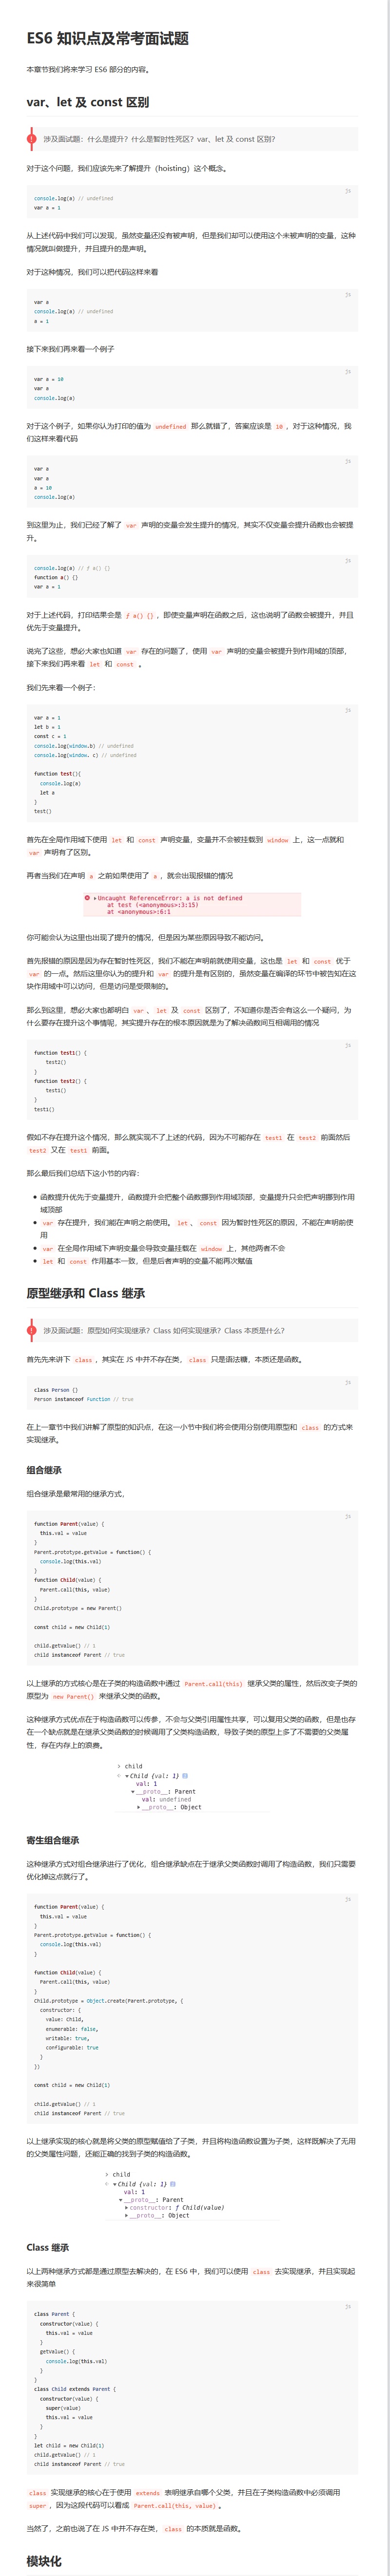 ES6 知识点及常考面试题
本章节我们将来学习 ES6 部分的内容。
var、let 及 const 区别
涉及面试题：什么是提升？什么是暂时性死区？var、let 及 const 区别？
对于这个问题，我们应该先来了解提升（hoisting）这个概念。
js
console.log(a) // undefined
var a = 1
从上述代码中我们可以发现，虽然变量还没有被声明，但是我们却可以使用这个未被声明的变量，这种
情况就叫做提升，并且提升的是声明。
对于这种情况，我们可以把代码这样来看
js
var a
console.log(a) // undefined
a = 1
接下来我们再来看一个例子
js
var a = 10
var a
console.log(a)
对于这个例子，如果你认为打印的值为 undefined 那么就错了，答案应该是 10，对于这种情况，我
们这样来看代码
js
var a
var a
a = 10
console.log(a)
到这里为止，我们已经了解了 var 声明的变量会发生提升的情况，其实不仅变量会提升函数也会被提
升。
js
console.log(a) // ƒ a() {}
function a() {}
var a = 1
对于上述代码，打印结果会是 ƒ a() {}，即使变量声明在函数之后，这也说明了函数会被提升，并且
优先于变量提升。
说完了这些，想必大家也知道 var 存在的问题了，使用 var 声明的变量会被提升到作用域的顶部，
接下来我们再来看 let 和 const 。
我们先来看一个例子：
js
var a = 1
let b = 1
const c = 1
console.log(window.b) // undefined
console.log(window. c) // undefined
function test(){
console.log(a)
let a
}
test()
首先在全局作用域下使用 let 和 const 声明变量，变量并不会被挂载到 window 上，这一点就和
var 声明有了区别。
再者当我们在声明 a 之前如果使用了 a，就会出现报错的情况
Uncaught ReferenceError: a is not defined
at test (<anonymous>:3:15)
at <anonymous>:6:1
你可能会认为这里也出现了提升的情况，但是因为某些原因导致不能访问。
首先报错的原因是因为存在暂时性死区，我们不能在声明前就使用变量，这也是 let 和 const 优于
var 的一点。然后这里你认为的提升和 var 的提升是有区别的，虽然变量在编译的环节中被告知在这
块作用域中可以访问，但是访问是受限制的。
那么到这里，想必大家也都明白 var、 let 及 const 区别了，不知道你是否会有这么一个疑问，为
什么要存在提升这个事情呢，其实提升存在的根本原因就是为了解决函数间互相调用的情况
js
function test1() {
test2()
}
function test2() {
test1()
}
test1()
假如不存在提升这个情况，那么就实现不了上述的代码，因为不可能存在 test1 在 test2 前面然后
test2 又在 test1 前面。
那么最后我们总结下这小节的内容：
函数提升优先于变量提升，函数提升会把整个函数挪到作用域顶部，变量提升只会把声明挪到作用
域顶部
var 存在提升，我们能在声明之前使用。 let、 const 因为暂时性死区的原因，不能在声明前使
用
var 在全局作用域下声明变量会导致变量挂载在 window 上，其他两者不会
let 和 const 作用基本一致，但是后者声明的变量不能再次赋值
原型继承和 Class 继承
涉及面试题：原型如何实现继承？Class 如何实现继承？Class 本质是什么？
首先先来讲下 class，其实在 JS 中并不存在类， class 只是语法糖，本质还是函数。
js
class Person {}
Person instanceof Function // true
在上一章节中我们讲解了原型的知识点，在这一小节中我们将会使用分别使用原型和 class 的方式来
实现继承。
组合继承
组合继承是最常用的继承方式，
js
function Parent(value) {
this.val = value
}
Parent.prototype.getValue = function() {
console.log(this.val)
}
function Child(value) {
Parent.call(this, value)
}
Child.prototype = new Parent()
const child = new Child(1)
child.getValue() // 1
child instanceof Parent // true
以上继承的方式核心是在子类的构造函数中通过 Parent.call(this) 继承父类的属性，然后改变子类的
原型为 new Parent() 来继承父类的函数。
这种继承方式优点在于构造函数可以传参，不会与父类引用属性共享，可以复用父类的函数，但是也存
在一个缺点就是在继承父类函数的时候调用了父类构造函数，导致子类的原型上多了不需要的父类属
性，存在内存上的浪费。
child
Child {val: 1}
val: 1
__proto__: Parent
val: undefined
__proto__: Object
寄生组合继承
这种继承方式对组合继承进行了优化，组合继承缺点在于继承父类函数时调用了构造函数，我们只需要
优化掉这点就行了。
js
function Parent(value) {
this.val = value
}
Parent.prototype.getValue = function() {
console.log(this.val)
}
function Child(value) {
Parent.call(this, value)
}
Child.prototype = Object.create(Parent.prototype, {
constructor: {
value: Child,
enumerable: false,
writable: true,
configurable: true
}
})
const child = new Child(1)
child.getValue() // 1
child instanceof Parent // true
以上继承实现的核心就是将父类的原型赋值给了子类，并且将构造函数设置为子类，这样既解决了无用
的父类属性问题，还能正确的找到子类的构造函数。
child
Child {val: 1}
val: 1
__proto__: Parent
constructor: ƒ Child(value)
__proto__: Object
Class 继承
以上两种继承方式都是通过原型去解决的，在 ES6 中，我们可以使用 class 去实现继承，并且实现起
来很简单
js
class Parent {
constructor(value) {
this.val = value
}
getValue() {
console.log(this.val)
}
}
class Child extends Parent {
constructor(value) {
super(value)
this.val = value
}
}
let child = new Child(1)
child.getValue() // 1
child instanceof Parent // true
class 实现继承的核心在于使用 extends 表明继承自哪个父类，并且在子类构造函数中必须调用
super，因为这段代码可以看成 Parent.call(this, value)。
当然了，之前也说了在 JS 中并不存在类， class 的本质就是函数。
模块化